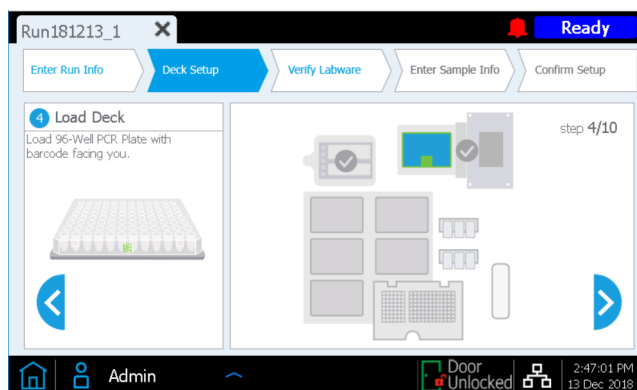 Run181213_1
Ready
Enter Run Info
Deck Setup
Verify Labware
Enter Sample Info
Confirm Setup
4 Load Deck
Load 96-Well PCR Plate with
barcode facing you.
step 4/10
Admin
Door
Unlocked
2:47:01 PM
13 Dec 2018